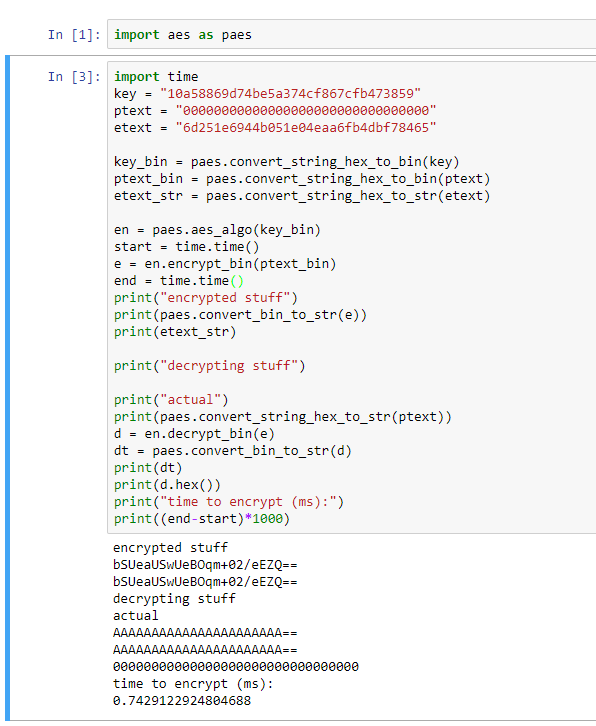 In [1]: import aes as paes
In [3]: import time
key = "10a58869d74be5a374cf867cfb473859"
ptext = "00000000000000000000000000000000"
etext = "6d251e6944b051e04eaa6fb4dbf78465"
key_bin = paes.convert_string_hex_to_bin(key)
ptext_bin = paes.convert_string_hex_to_bin(ptext)
etext_str = paes.convert_string_hex_to_str(etext)
en = paes.aes_algo(key_bin)
start = time.time()
e = en.encrypt_bin(ptext_bin)
end = time.time()
print("encrypted stuff")
print(paes.convert_bin_to_str(e))
print(etext_str)
print("decrypting stuff")
print("actual")
print(paes.convert_string_hex_to_str(ptext))
d = en.decrypt_bin(e)
dt = paes.convert_bin_to_str(d)
print(dt)
print(d.hex())
print("time to encrypt (ms):")
print((end-start)*1000)
encrypted stuff
bSUeaUSwUeBOqm+02/eEZQ==
bSUeaUSwUeBOqm+02/eEZQ==
decrypting stuff
actual
AAAAAAAAAAAAAAAAAAAAAA==
AAAAAAAAAAAAAAAAAAAAAA==
00000000000000000000000000000000
time to encrypt (ms):
0.7429122924804688